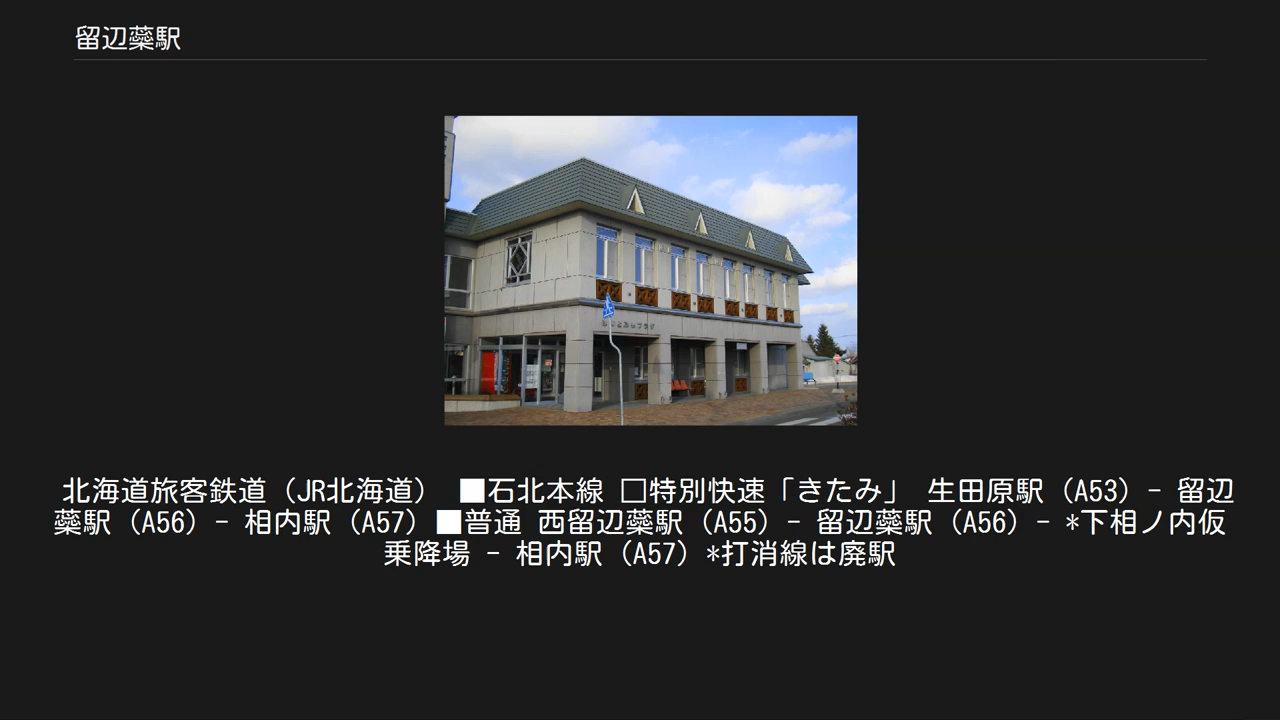 留辺蘂駅
北海道旅客鉄道（JR北海道） ■石北本線 □特別快速「きたみ」 生田原駅（A53）- 留辺
蘂駅（A56）- 相内駅（A57）■普通 西留辺蘂駅（A55）- 留辺蘂駅（A56）- *下相ノ内仮
乗降場 - 相内駅（A57）*打消線は廃駅